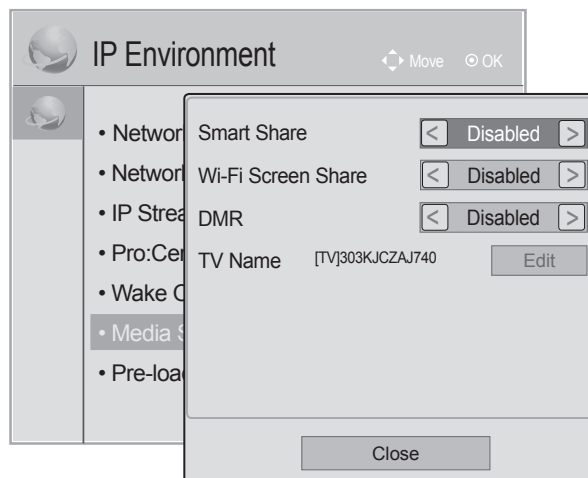 IP Environment
Move OK
• Networ
• Networ
• IP Strea
• Pro:Cer
• Wake O
• Media S
• Pre-loa
Smart Share < Disabled >
Wi-Fi Screen Share < Disabled >
DMR < Disabled >
TV Name [TV]303KJCZAJ740 Edit
Close